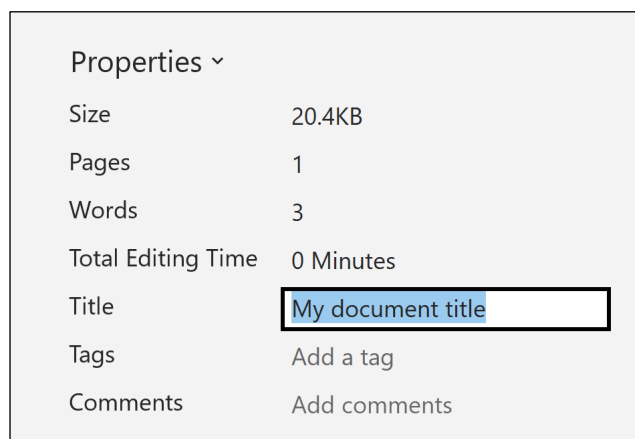 Properties
Size 20.4KB
Pages 1
Words 3
Total Editing Time 0 Minutes
Title My document title
Tags Add a tag
Comments Add comments